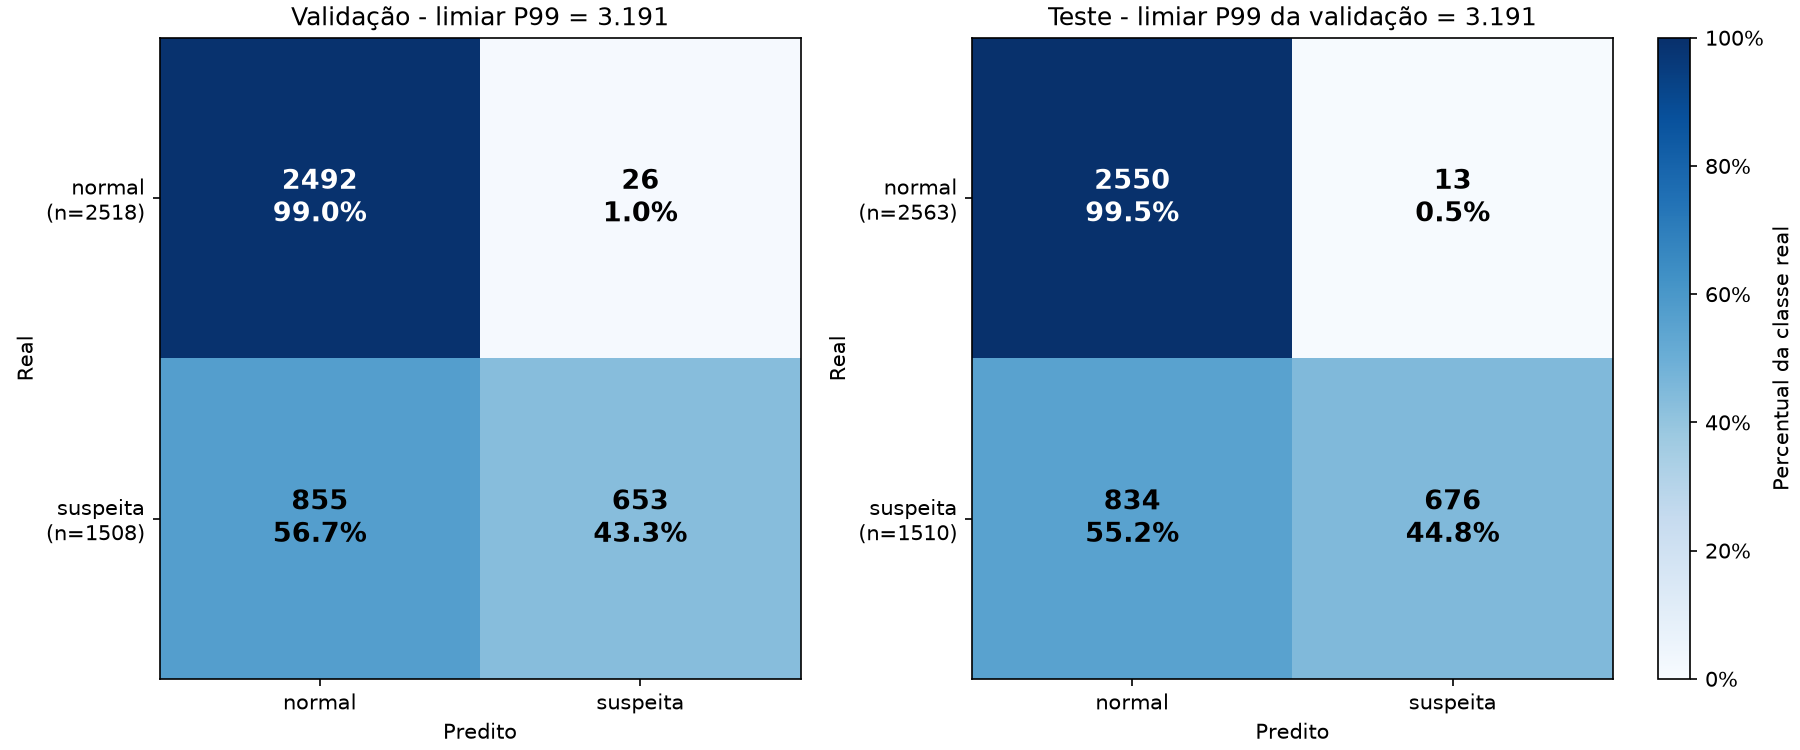 Validação - limiar P99 = 3.191
Real
normal
(n=2518)
2492
99.0%
26
1.0%
suspeita
(n=1508)
855
56.7%
653
43.3%
normal
suspeita
Predito
Teste - limiar P99 da validação = 3.191
Real
normal
(n=2563)
2550
99.5%
13
0.5%
suspeita
(n=1510)
834
55.2%
676
44.8%
normal
suspeita
Predito
100%
80%
60%
40%
20%
0%
Percentual da classe real